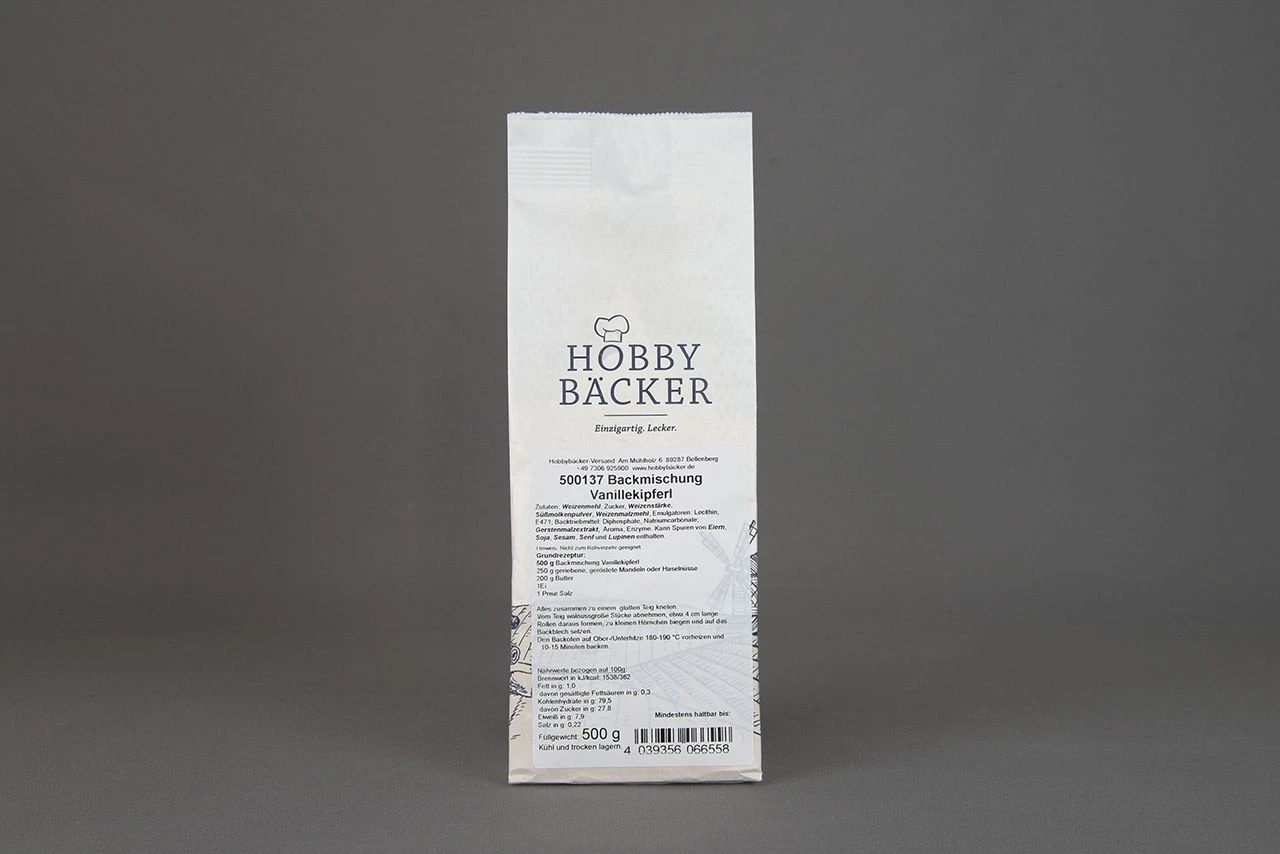 HOBBY
BÄCKER
Einzigartig. Lecker.
Hobbybäcker-Versand Am Mühlholz 6 89287 Bellenberg
+49 7306 925900 www.hobbybäcker.de
500137 Backmischung
Vanillekipferl
Zutaten: Weizenmehl, Zucker, Weizenstärke,
Süßmolkenpulver, Weizenmalzmehl, Emulgatoren: Lecithin,
E471; Backtriebmittel: Diphosphate, Natriumcarbonate;
Gerstenmalzextrakt, Aroma, Enzyme. Kann Spuren von Eiern,
Soja, Sesam, Senf und Lupinen enthalten.
Hinweis: Nicht zum Rohverzehr geeignet
Grundrezeptur:
500 g Backmischung Vanillekipferl
250 g geriebene, geröstete Mandeln oder Haselnüsse
200 g Butter
1Ei
1 Prise Salz
Alles zusammen zu einem glatten Teig kneten.
Vom Teig walnussgroße Stücke abnehmen, etwa 4 cm lange
Rollen daraus formen, zu kleinen Hörnchen biegen und auf das
Backblech setzen.
Den Backofen auf Ober-/Unterhitze 180-190 °C vorheizen und
10-15 Minuten backen.
Nährwerte bezogen auf 100g:
Brennwert in kJ/kcal: 1538/362
Fett in g: 1,0
davon gesättigte Fettsäuren in g: 0,3
Kohlenhydrate in g: 79,5
davon Zucker in g: 27,8
Eiweiß in g: 7,9
Salz in g: 0,22
Mindestens haltbar bis:
Füllgewicht: 500 g
Kühl und trocken lagern.
4 039356 066558